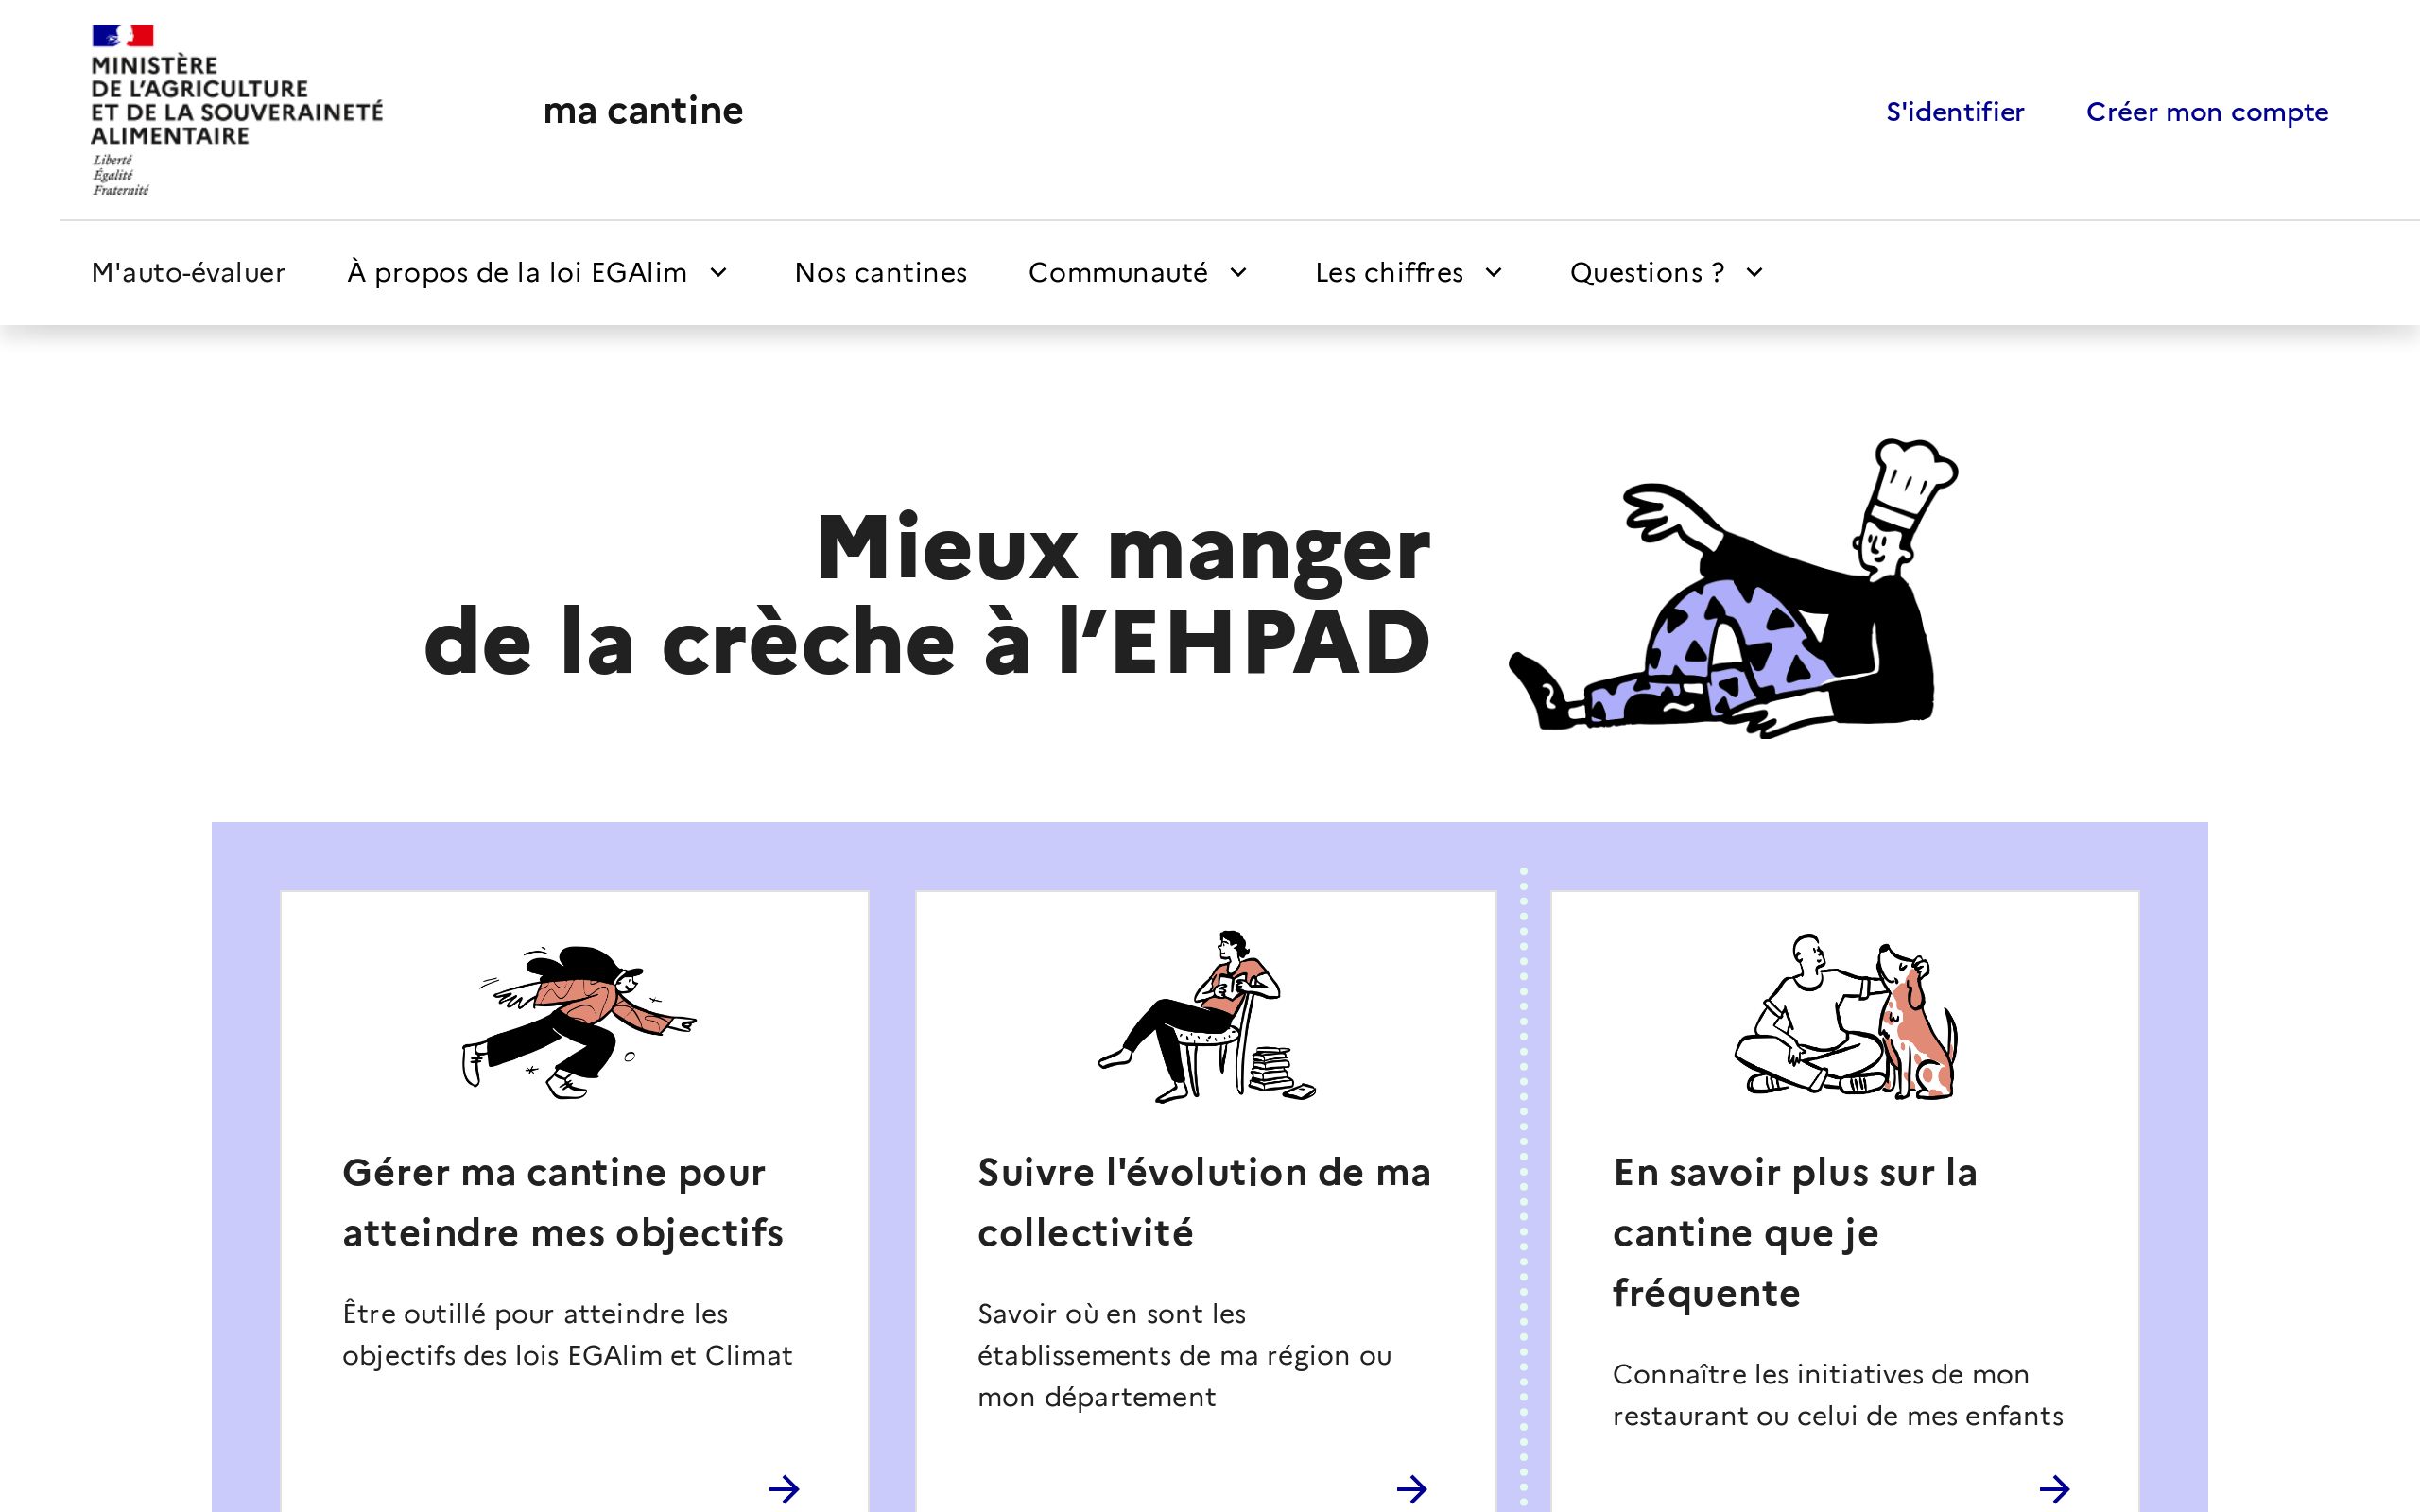 MINISTÈRE
DE L'AGRICULTURE
ET DE LA SOUVERAINETÉ
ALIMENTAIRE
Liberté
Égalité
Fraternité
ma cantine
S'identifier
Créer mon compte
M'auto-évaluer
À propos de la loi EGAlim
Nos cantines
Communauté
Les chiffres
Questions ?
Mieux manger
de la crèche à l’EHPAD
Gérer ma cantine pour
atteindre mes objectifs
Être outillé pour atteindre les
objectifs des lois EGAlim et Climat
Suivre l'évolution de ma
collectivité
Savoir où en sont les
établissements de ma région ou
mon département
En savoir plus sur la
cantine que je
fréquente
Connaître les initiatives de mon
restaurant ou celui de mes enfants